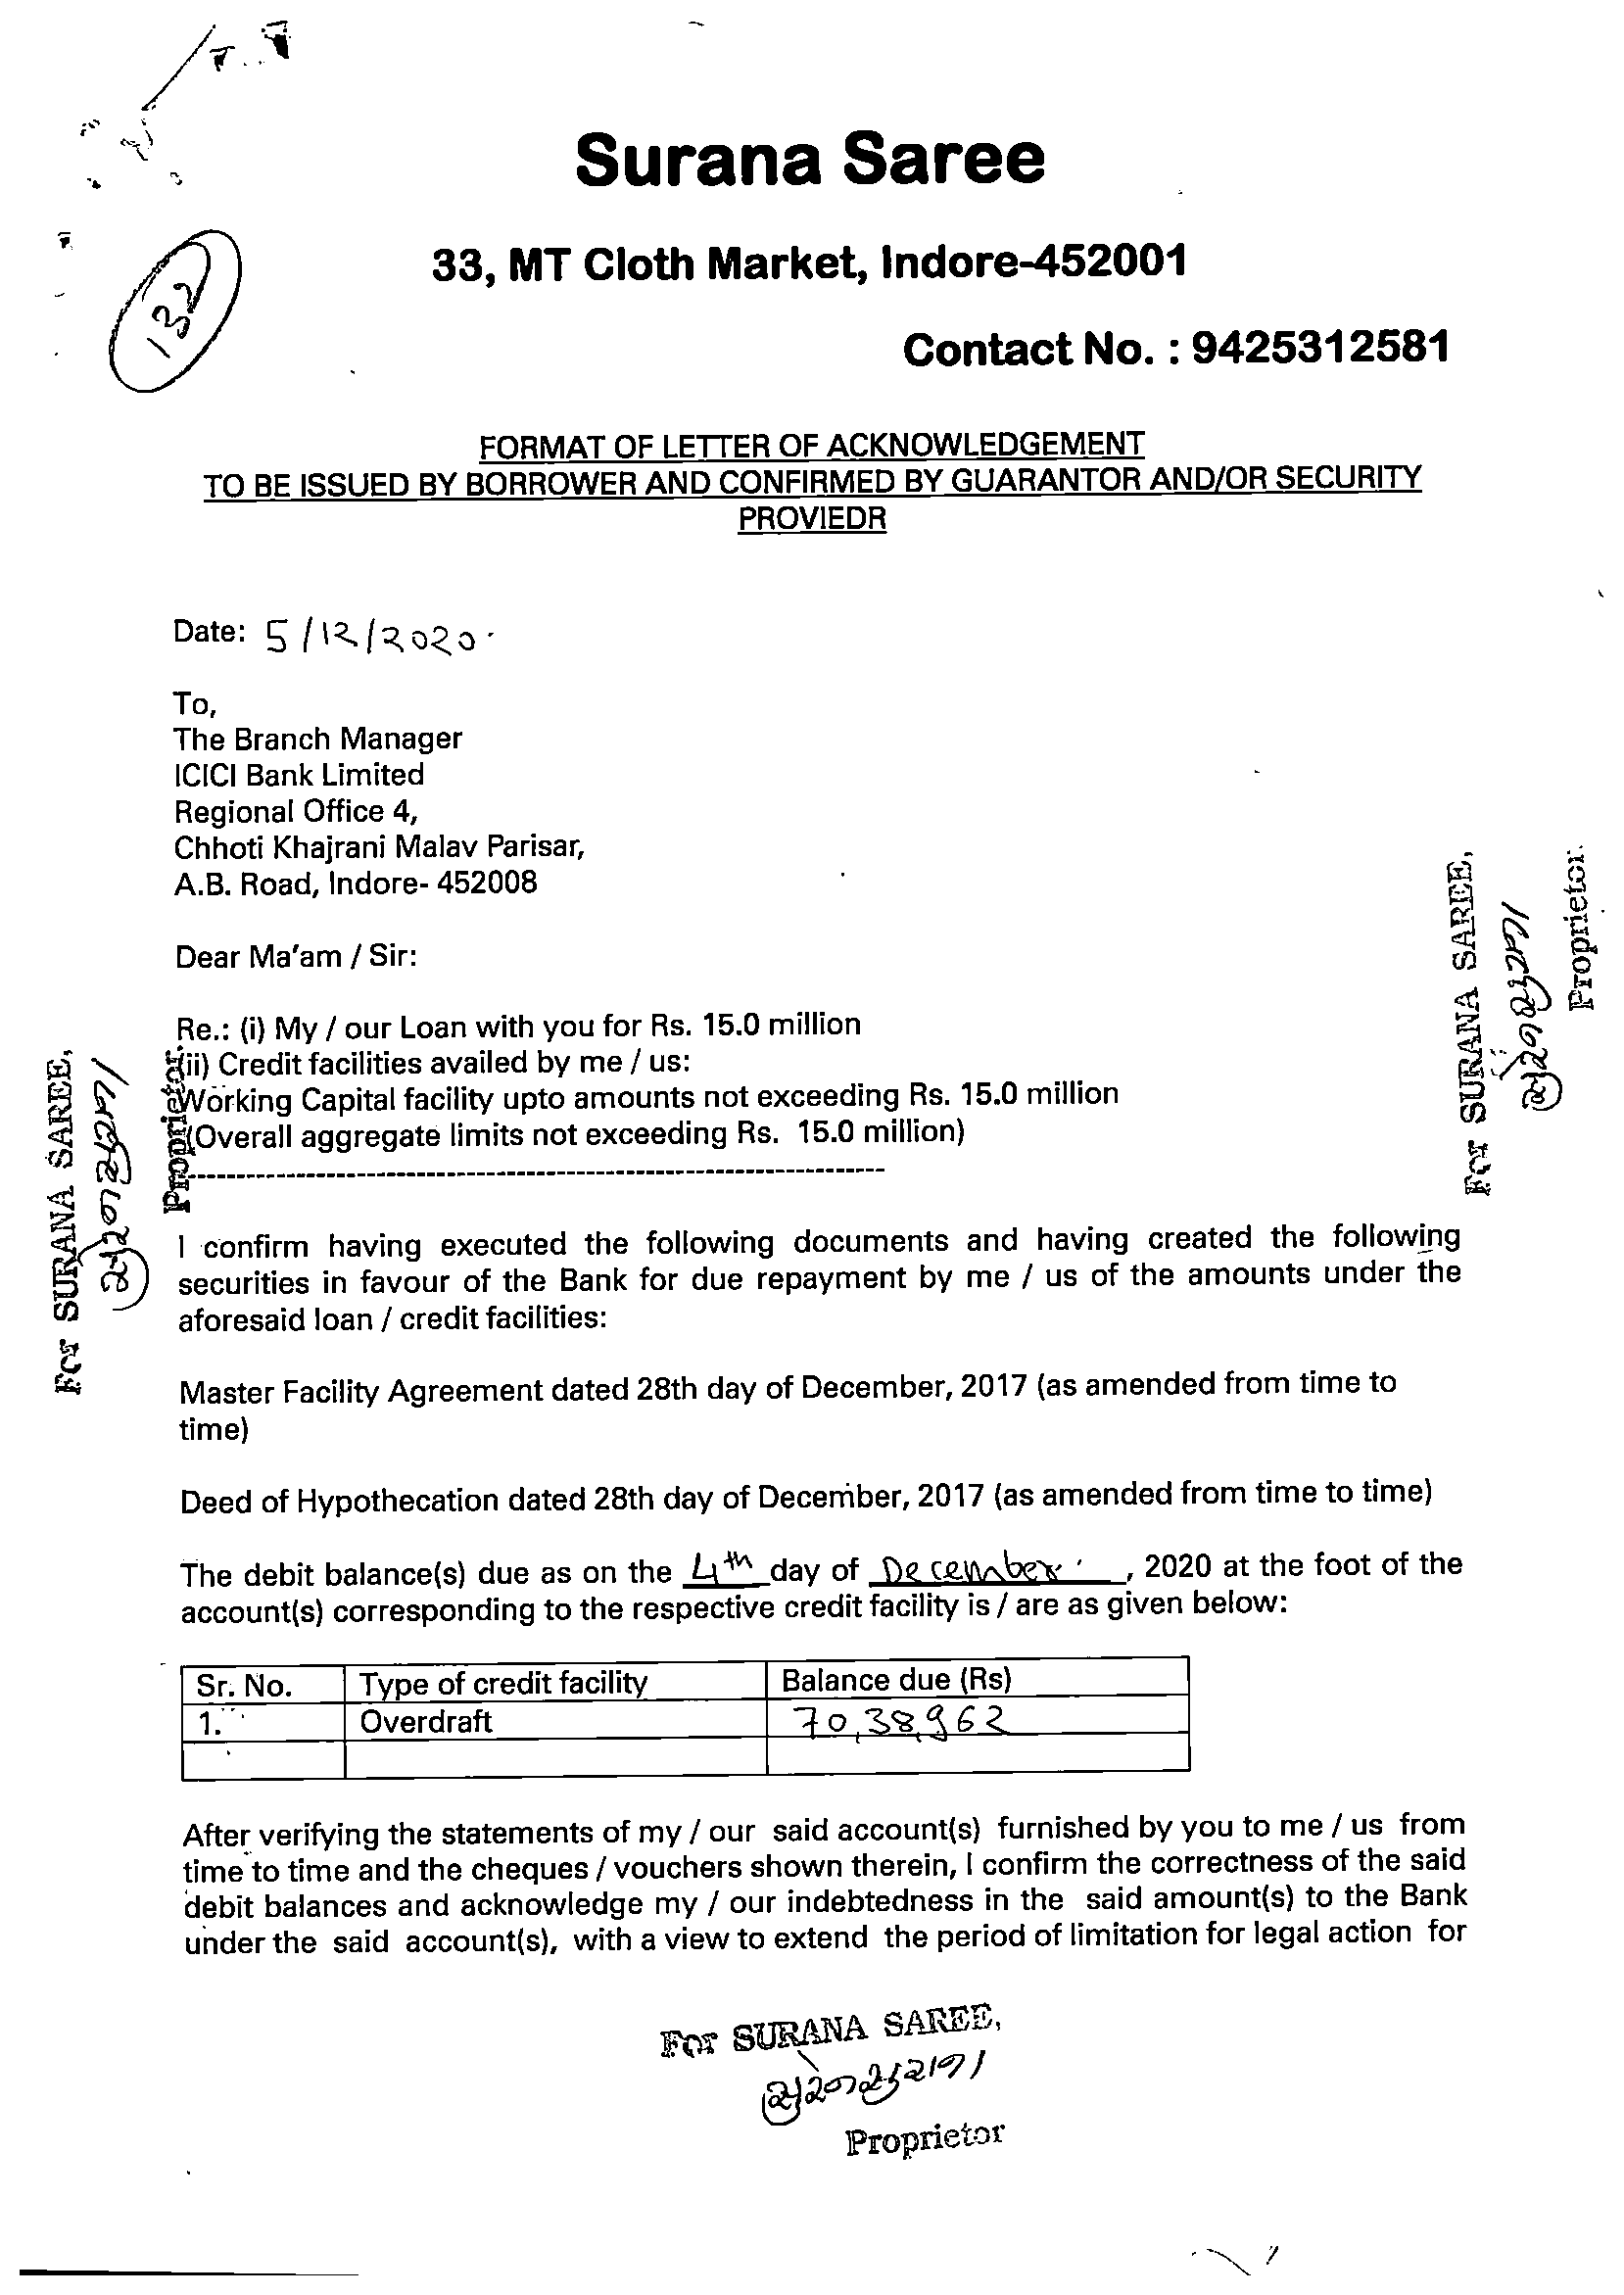 132
Surana Saree
33, MT Cloth Market, Indore-452001
Contact No. : 9425312581
FORMAT OF LETTER OF ACKNOWLEDGEMENT
TO BE ISSUED BY BORROWER AND CONFIRMED BY GUARANTOR AND/OR SECURITY
PROVIEDR
Date: 5/12/2020.
To,
The Branch Manager
ICICI Bank Limited
Regional Office 4,
Chhoti Khajrani Malav Parisar,
A.B. Road, Indore- 452008
Dear Ma'am / Sir:
Re.: (i) My / our Loan with you for Rs. 15.0 million
(ii) Credit facilities availed by me / us:
Working Capital facility upto amounts not exceeding Rs. 15.0 million
(Overall aggregate limits not exceeding Rs. 15.0 million)
For SURANA SAREE,
Proprietor.
For SURANA SAREE,
Proprietor.
I confirm having executed the following documents and having created the following
securities in favour of the Bank for due repayment by me / us of the amounts under the
aforesaid loan / credit facilities:
Master Facility Agreement dated 28th day of December, 2017 (as amended from time to
time)
Deed of Hypothecation dated 28th day of December, 2017 (as amended from time to time)
The debit balance(s) due as on the 4th day of December, 2020 at the foot of the
account(s) corresponding to the respective credit facility is / are as given below:
Sr. No. Type of credit facility Balance due (Rs)
1. Overdraft 70,38,962
After verifying the statements of my / our said account(s) furnished by you to me / us from
time to time and the cheques / vouchers shown therein, I confirm the correctness of the said
debit balances and acknowledge my / our indebtedness in the said amount(s) to the Bank
under the said account(s), with a view to extend the period of limitation for legal action for
For SURANA SAREE,
Proprietor